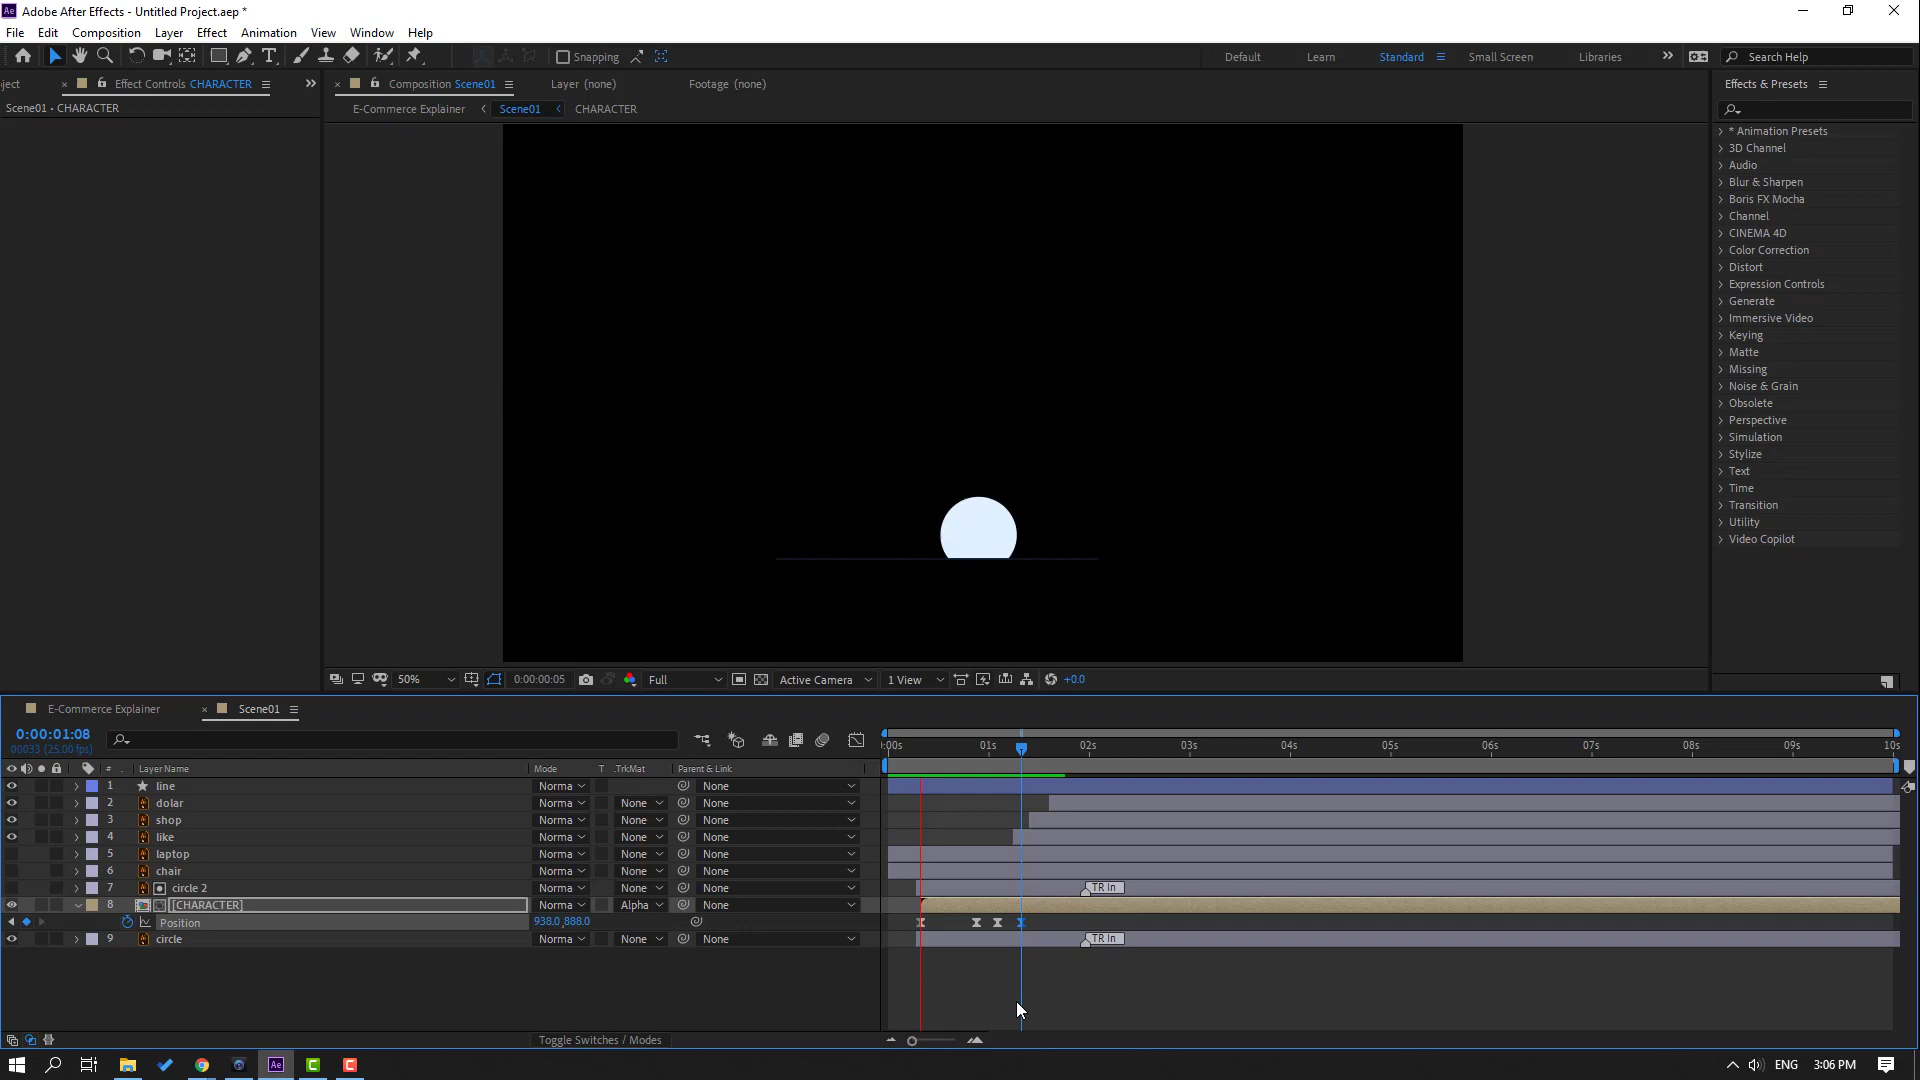 Ae Adobe After Effects - Untitled Project.aep *
File Edit Composition Layer Effect Animation View Window Help
Snapping Default Learn Standard Small Screen Libraries Search Help
ject Effect Controls CHARACTER Composition Scene01 Layer (none) Footage (none) Effects & Presets
Scene01 • CHARACTER E-Commerce Explainer Scene01 CHARACTER
* Animation Presets
3D Channel
Audio
Blur & Sharpen
Boris FX Mocha
Channel
CINEMA 4D
Color Correction
Distort
Expression Controls
Generate
Immersive Video
Keying
Matte
Missing
Noise & Grain
Obsolete
Perspective
Simulation
Stylize
Text
Time
Transition
Utility
Video Copilot
50% 0:00:00:05 Full Active Camera 1 View +0.0
E-Commerce Explainer Scene01
0:00:01:08
00033 (25.00 fps)
:00s 01s 02s 03s 04s 05s 06s 07s 08s 09s 10s
# Layer Name Mode T .TrkMat Parent & Link
1 line Norma None
2 dolar Norma None None
3 shop Norma None None
4 like Norma None None
5 laptop Norma None None
6 chair Norma None None
7 circle 2 Norma None None TR In
8 [CHARACTER] Norma Alpha None
Position 938.0,888.0
9 circle Norma None None TR In
Toggle Switches / Modes
Ae ENG 3:06 PM